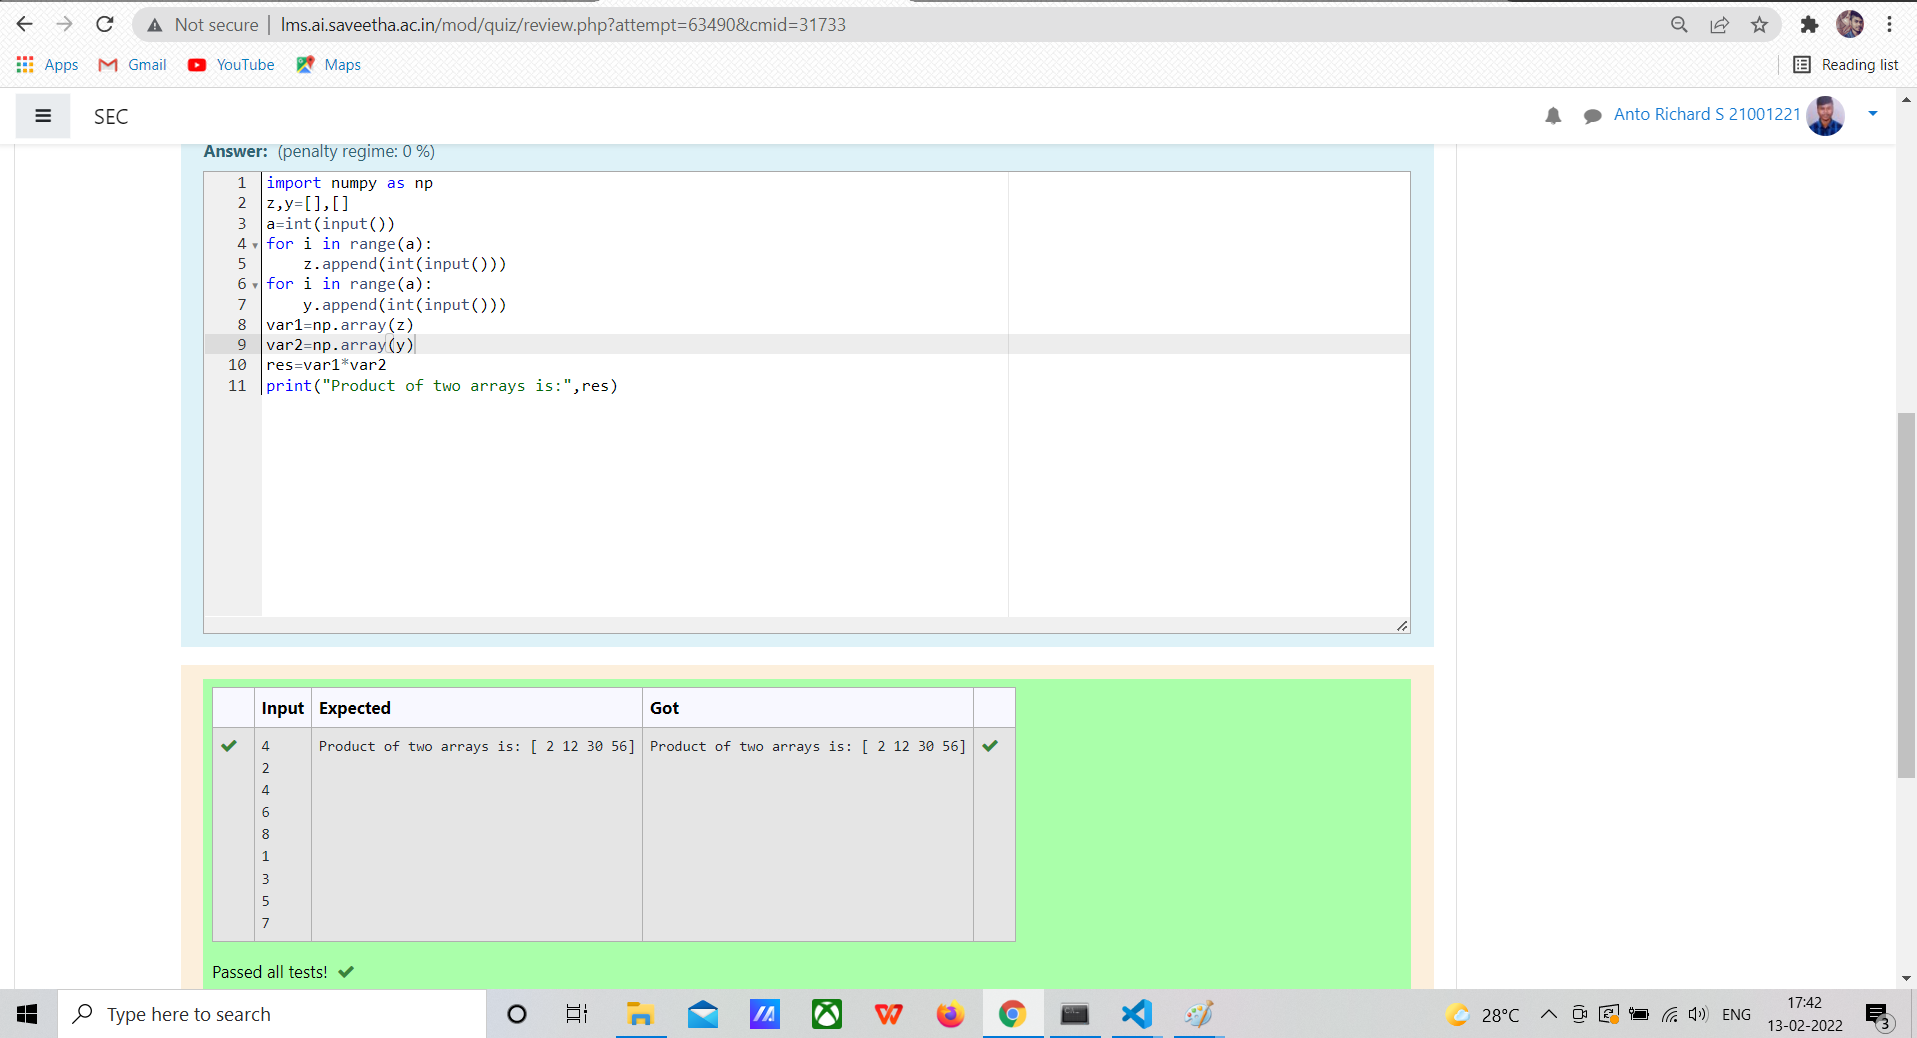 Not secure | lms.ai.saveetha.ac.in/mod/quiz/review.php?attempt=63490&cmid=31733
Apps Gmail YouTube Maps Reading list
SEC Anto Richard S 21001221
Answer: (penalty regime: 0 %)
1 import numpy as np
2 z,y=[],[]
3 a=int(input())
4 for i in range(a):
5     z.append(int(input()))
6 for i in range(a):
7     y.append(int(input()))
8 var1=np.array(z)
9 var2=np.array(y)
10 res=var1*var2
11 print("Product of two arrays is:",res)
Input Expected Got
4 Product of two arrays is: [ 2 12 30 56] Product of two arrays is: [ 2 12 30 56]
2
4
6
8
1
3
5
7
Passed all tests!
Type here to search 28°C ENG 17:42
13-02-2022 3